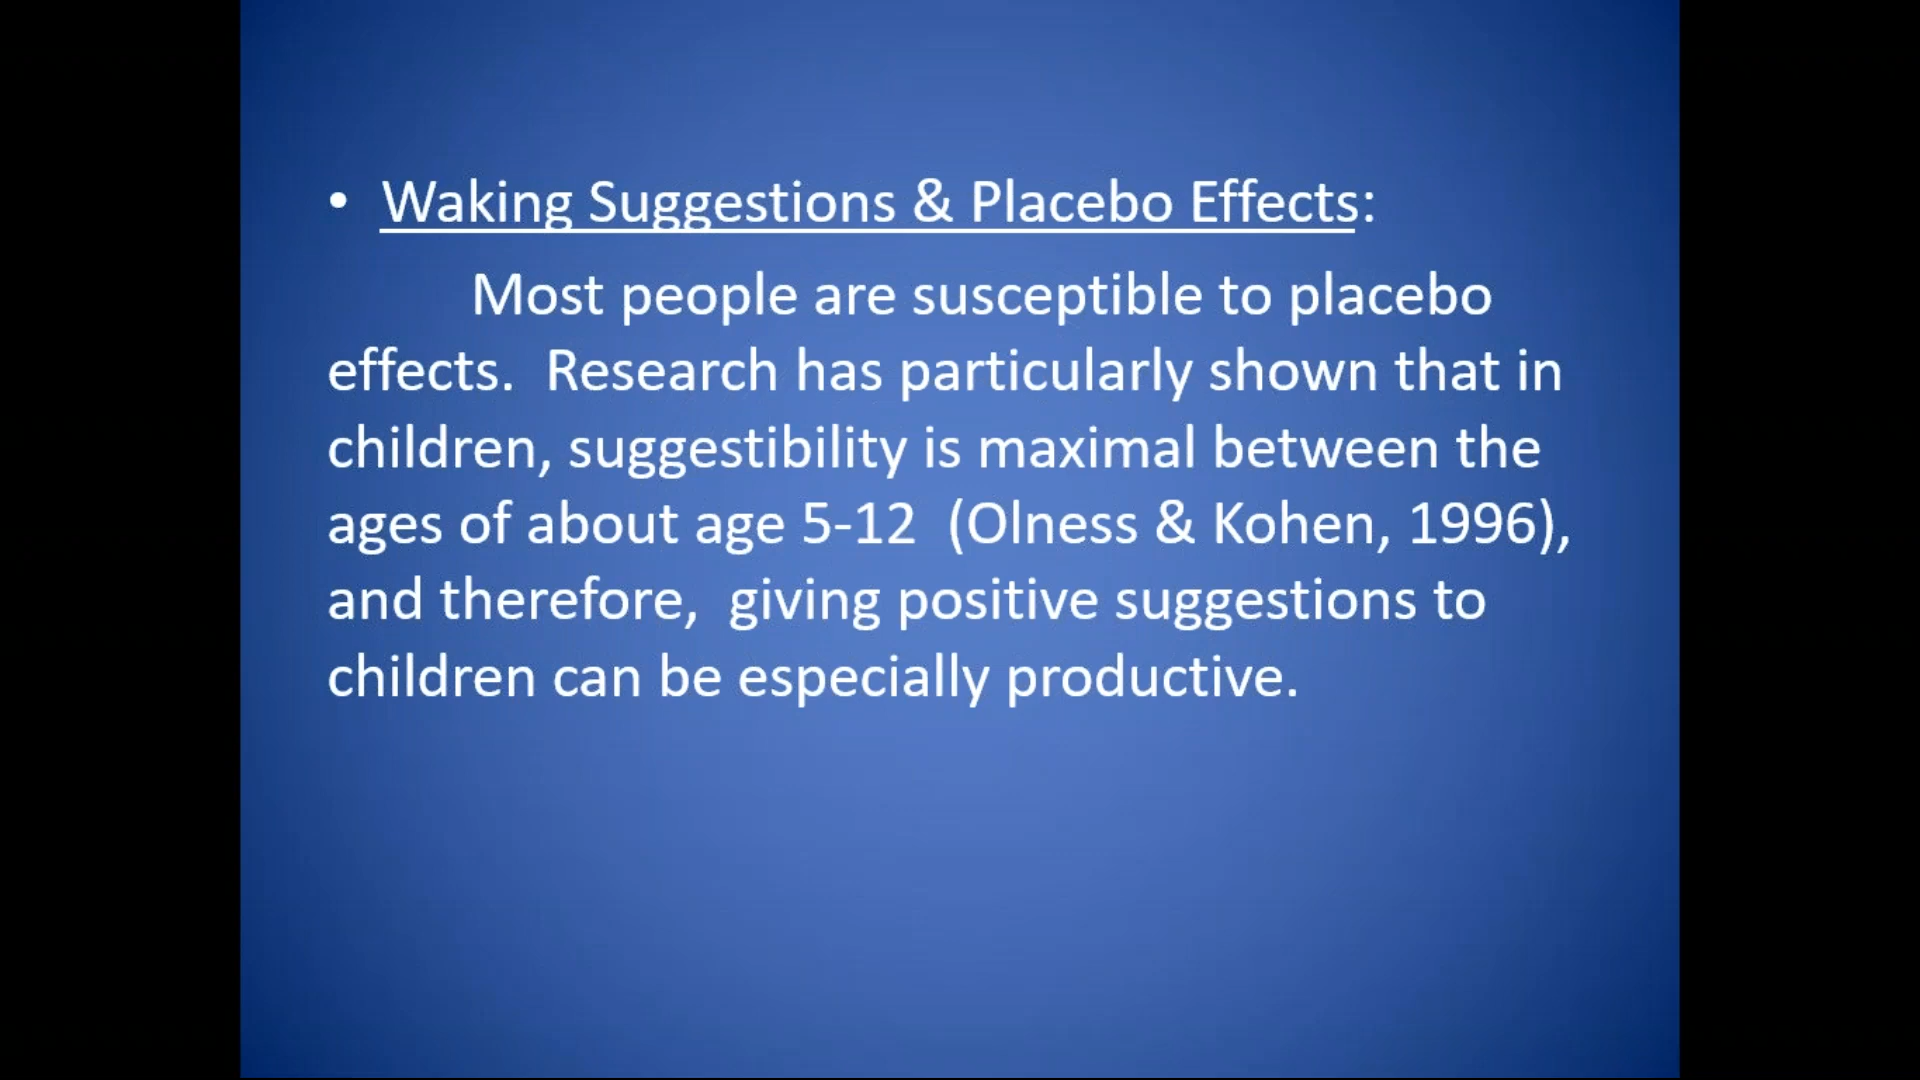 • Waking Suggestions & Placebo Effects:
Most people are susceptible to placebo
effects.  Research has particularly shown that in
children, suggestibility is maximal between the
ages of about age 5-12  (Olness & Kohen, 1996),
and therefore,  giving positive suggestions to
children can be especially productive.